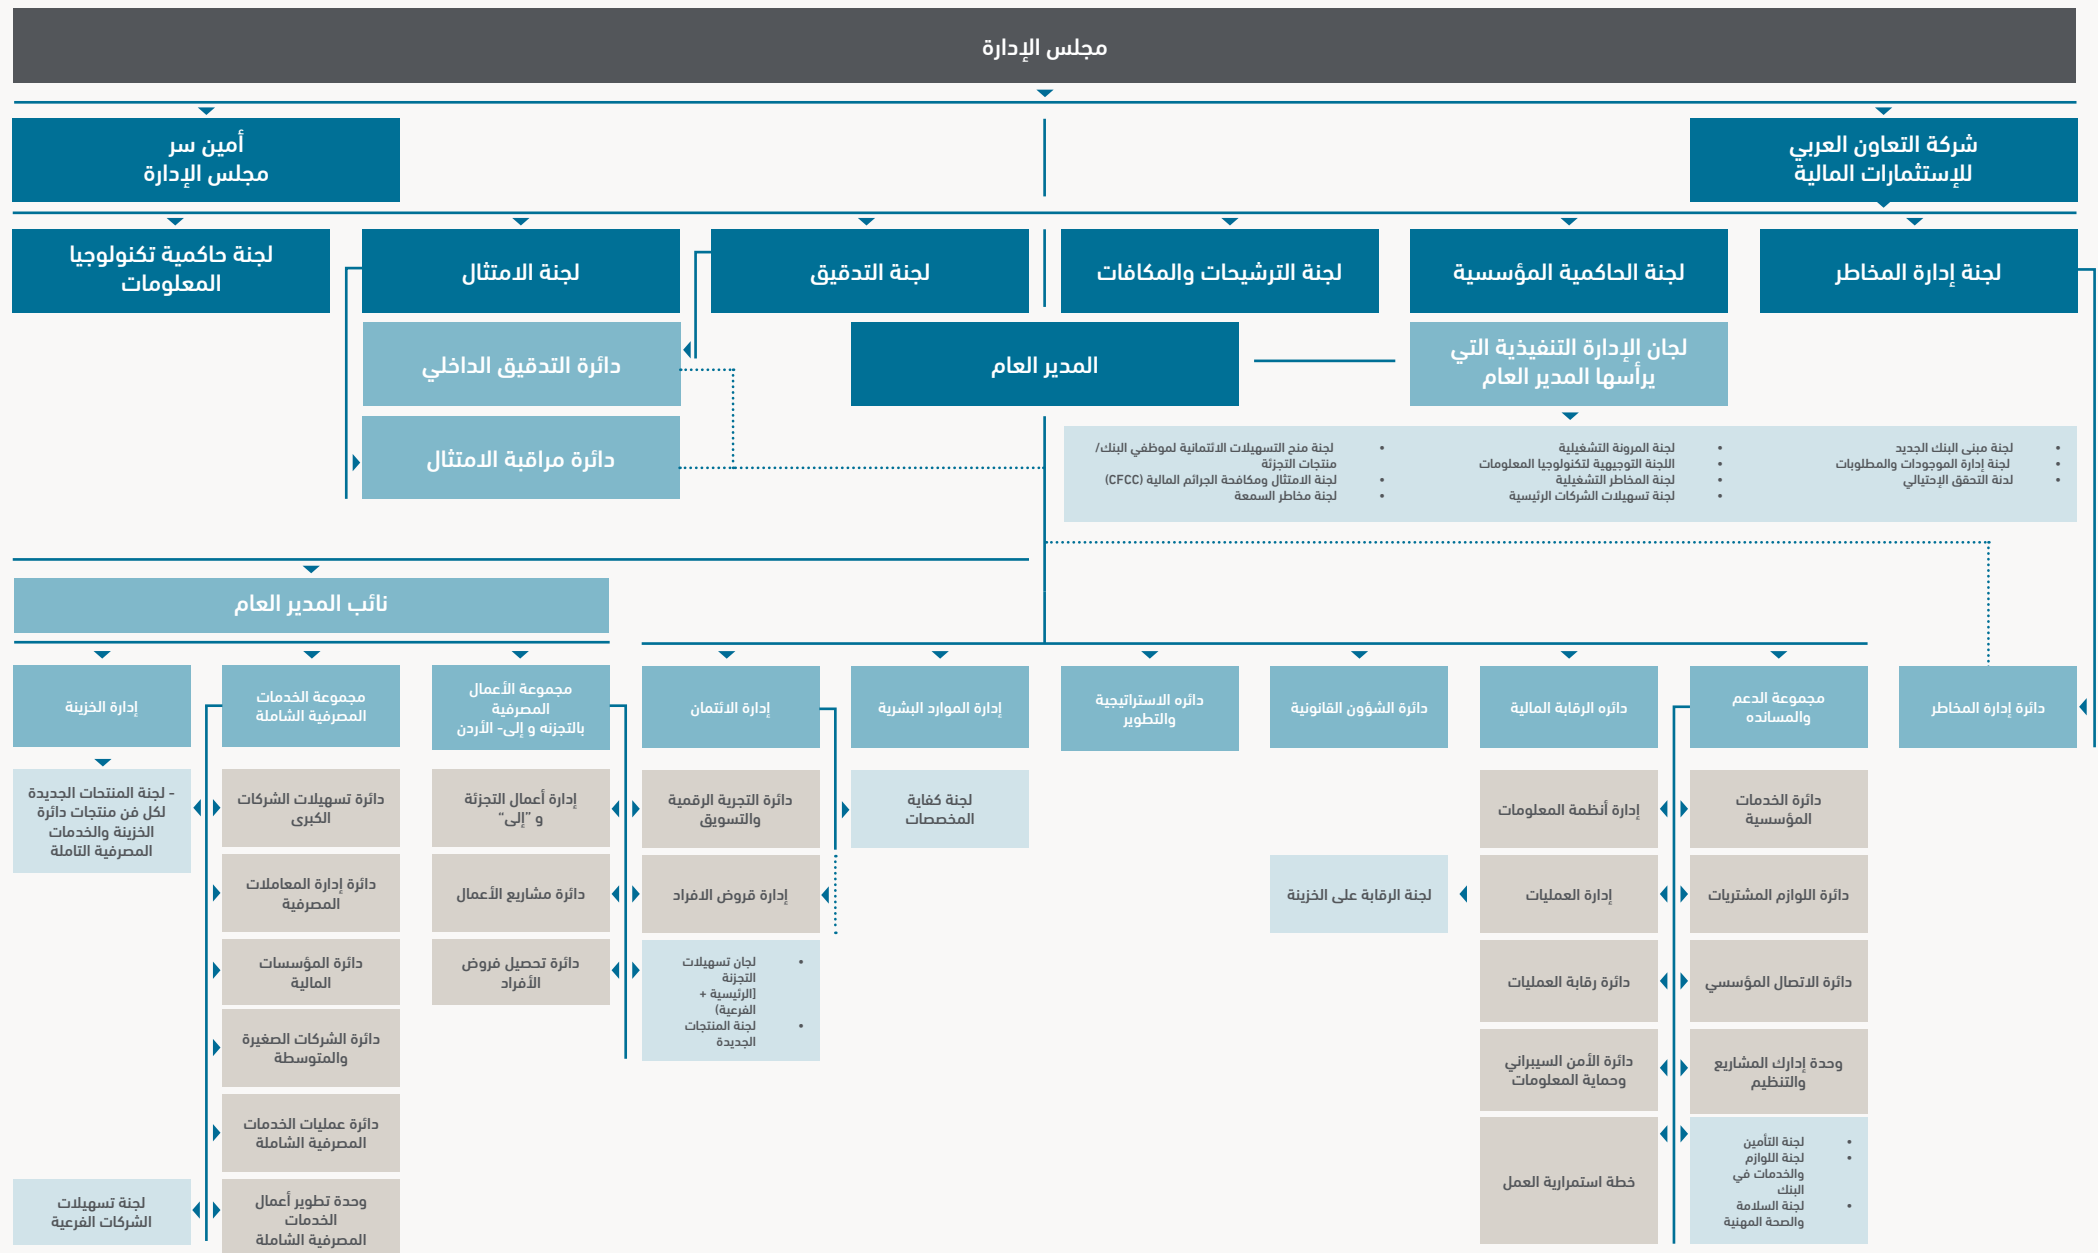 مجلس الإدارة
شركة التعاون العربي
للإستثمارات المالية
أمين سر
مجلس الإدارة
لجنة إدارة المخاطر
لجنة الحاكمية المؤسسية
لجنة الترشيحات والمكافات
لجنة التدقيق
لجنة الامتثال
لجنة حاكمية تكنولوجيا
المعلومات
لجان الإدارة التنفيذية التي
يرأسها المدير العام
المدير العام
دائرة التدقيق الداخلي
دائرة مراقبة الامتثال
• لجنة مبنى البنك الجديد
• لجنة إدارة الموجودات والمطلوبات
• لدنة التحقق الإحتيالي
• لجنة المرونة التشغيلية
• اللجنة التوجيهية لتكنولوجيا المعلومات
• لجنة المخاطر التشغيلية
• لجنة تسهيلات الشركات الرئيسية
• لجنة منح التسهيلات الائتمانية لموظفي البنك/
منتجات التجزئة
• لجنة الامتثال ومكافحة الجرائم المالية (CFCC)
• لجنة مخاطر السمعة
نائب المدير العام
دائرة إدارة المخاطر
مجموعة الدعم
والمسانده
دائره الرقابة المالية
دائرة الشؤون القانونية
دائره الاستراتيجية
والتطوير
إدارة الموارد البشرية
إدارة الائتمان
مجموعة الأعمال
المصرفية
بالتجزنه و إلى- الأردن
مجموعة الخدمات
المصرفية الشاملة
إدارة الخزينة
دائرة الخدمات
المؤسسية
دائرة اللوازم المشتريات
دائرة الاتصال المؤسسي
وحدة إدارك المشاريع
والتنظيم
• لجنة التأمين
• لجنة اللوازم
والخدمات في
البنك
• لجنة السلامة
والصحة المهنية
إدارة أنظمة المعلومات
إدارة العمليات
دائرة رقابة العمليات
دائرة الأمن السيبراني
وحماية المعلومات
خطة استمرارية العمل
لجنة الرقابة على الخزينة
لجنة كفاية
المخصصات
دائرة التجربة الرقمية
والتسويق
إدارة قروض الافراد
• لجان تسهيلات
التجزنة
[الرئيسية +
الفرعية)
• لجنة المنتجات
الجديدة
إدارة أعمال التجزئة
و ”إلى“
دائرة مشاريع الأعمال
دائرة تحصيل فروض
الأفراد
دائرة تسهيلات الشركات
الكبرى
دائرة إدارة المعاملات
المصرفية
دائرة المؤسسات
المالية
دائرة الشركات الصغيرة
والمتوسطة
دائرة عمليات الخدمات
المصرفية الشاملة
وحدة تطوير أعمال
الخدمات
المصرفية الشاملة
- لجنة المنتحات الجديدة
لكل فن منتجات دائرة
الخزينة والخدمات
المصرفية التاملة
لجنة تسهيلات
الشركات الفرعية